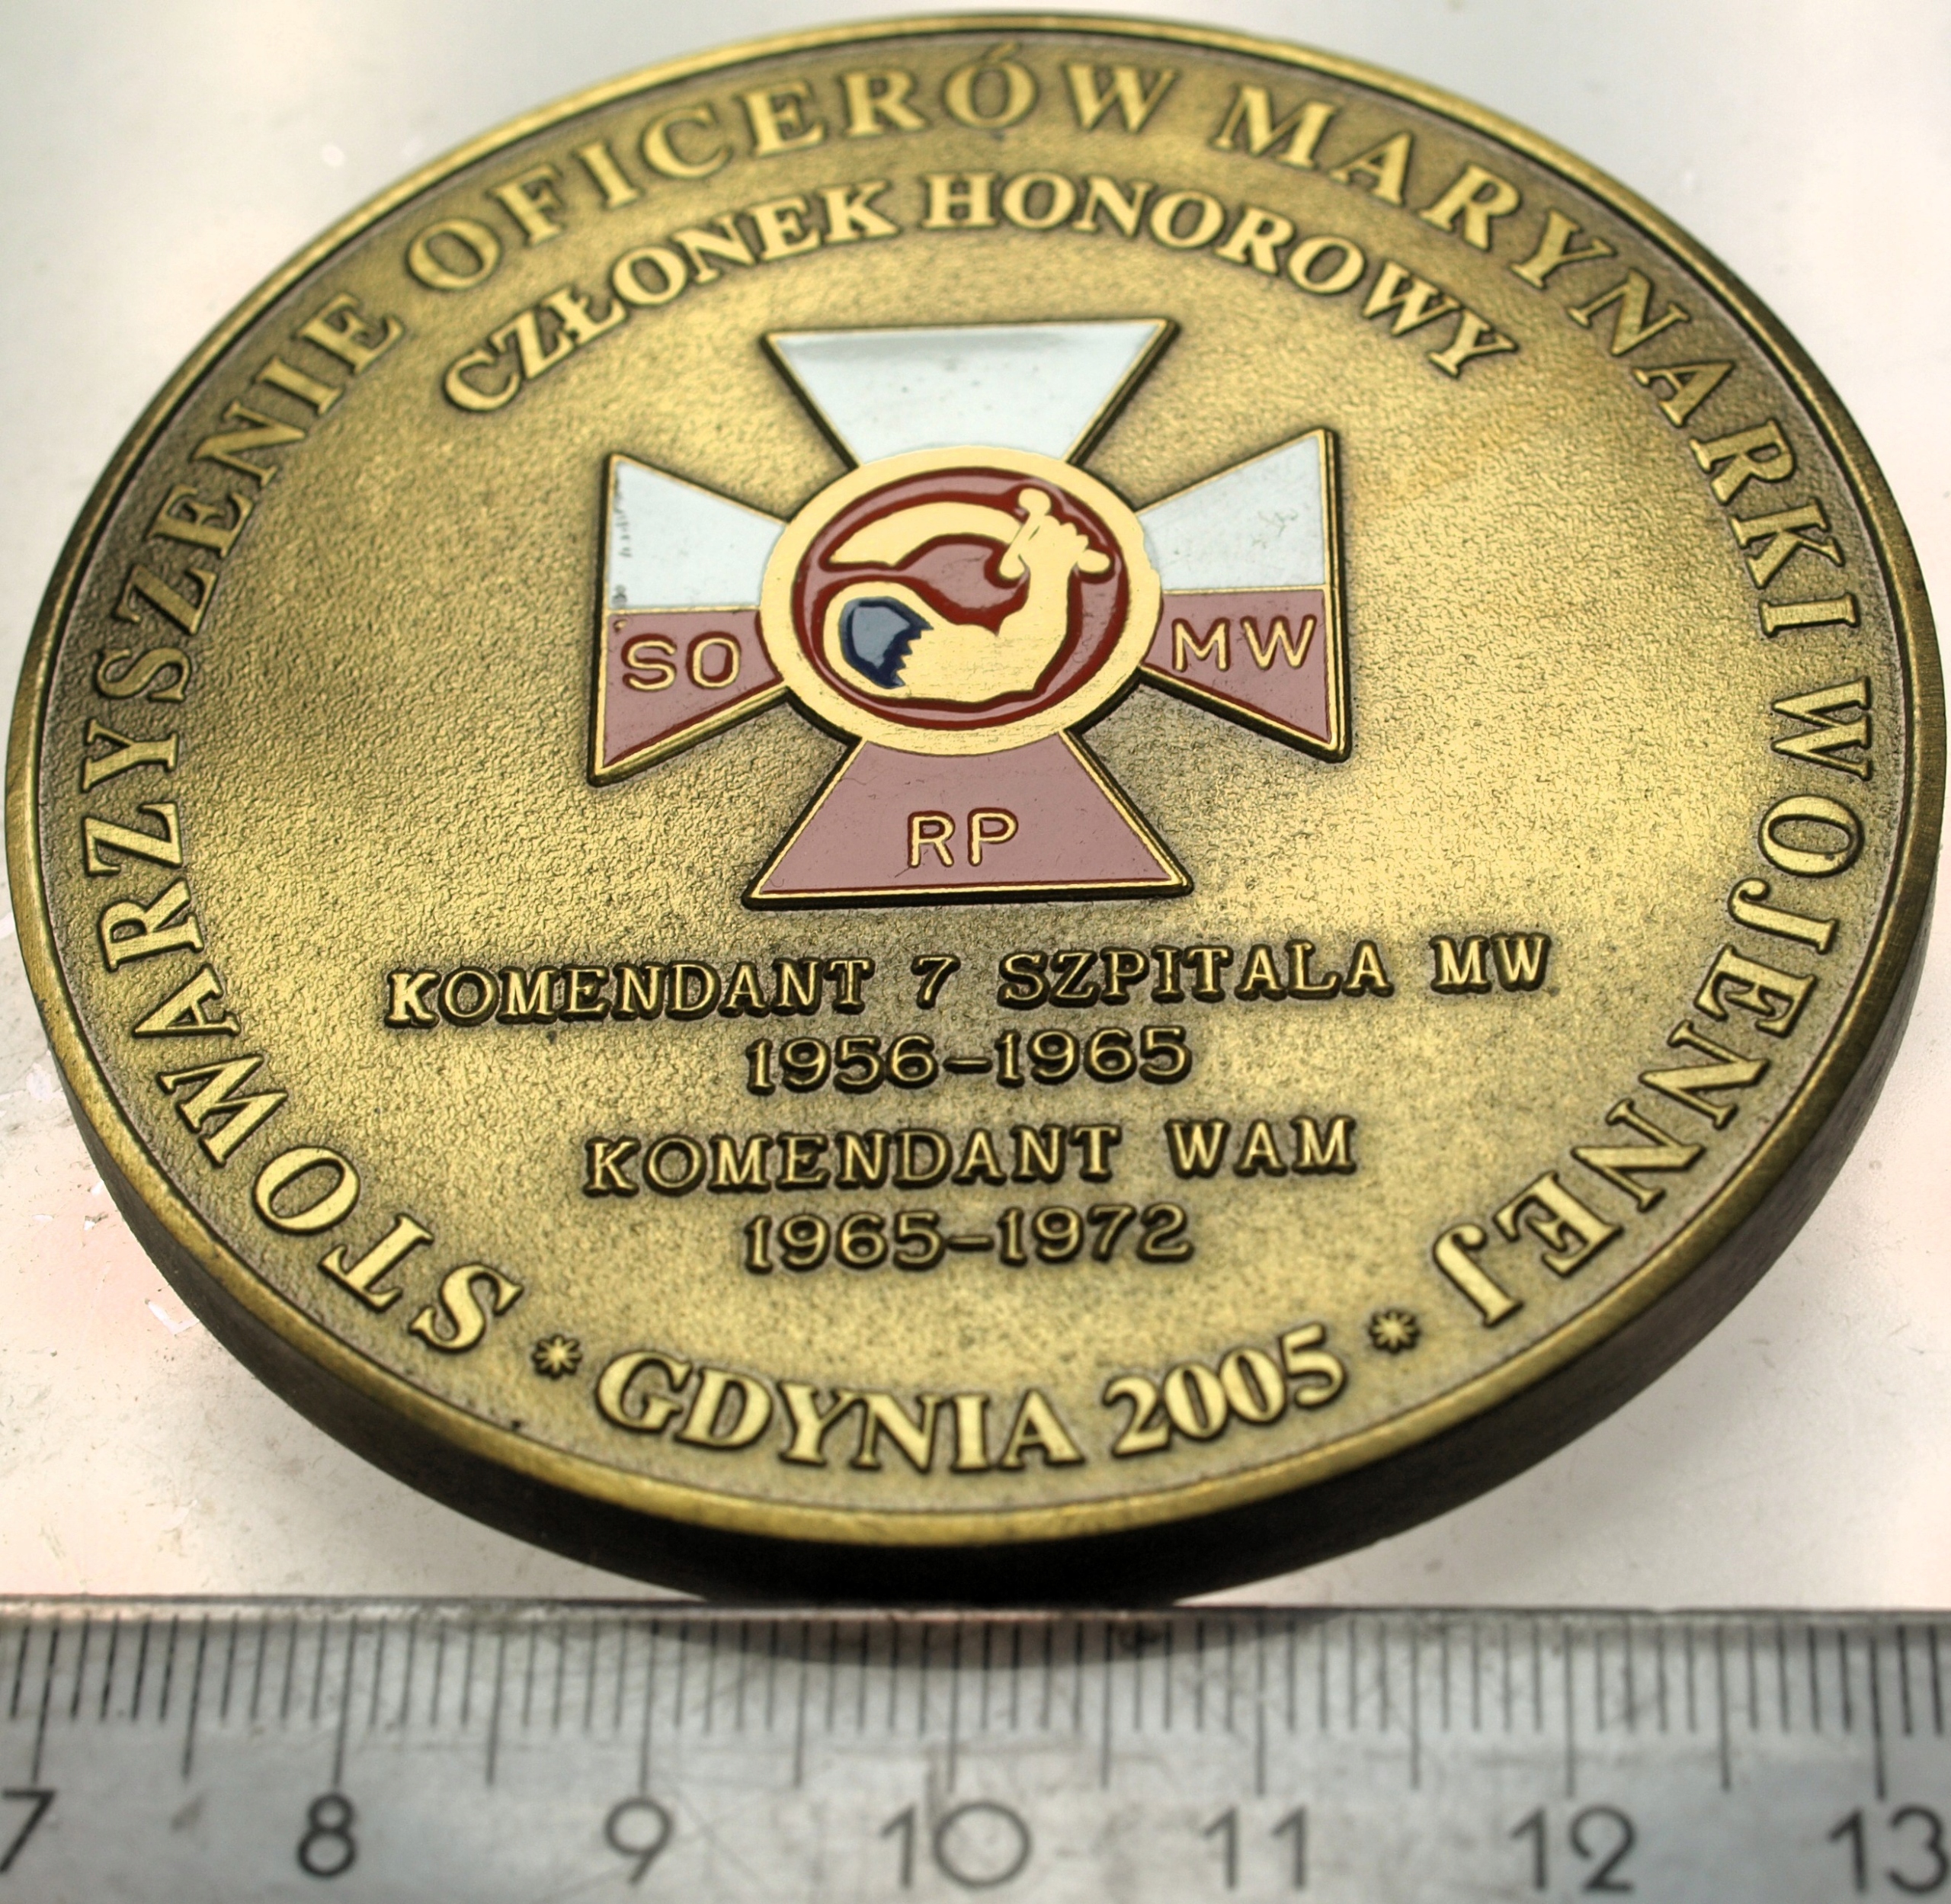 STOWARZYSZENIE OFICERÓW MARYNARKI WOJENNEJ
CZŁONEK HONOROWY
SO MW
RP
KOMENDANT 7 SZPITALA MW
1956-1965
KOMENDANT WAM
1965-1972
* GDYNIA 2005 *
7 8 9 10 11 12 13